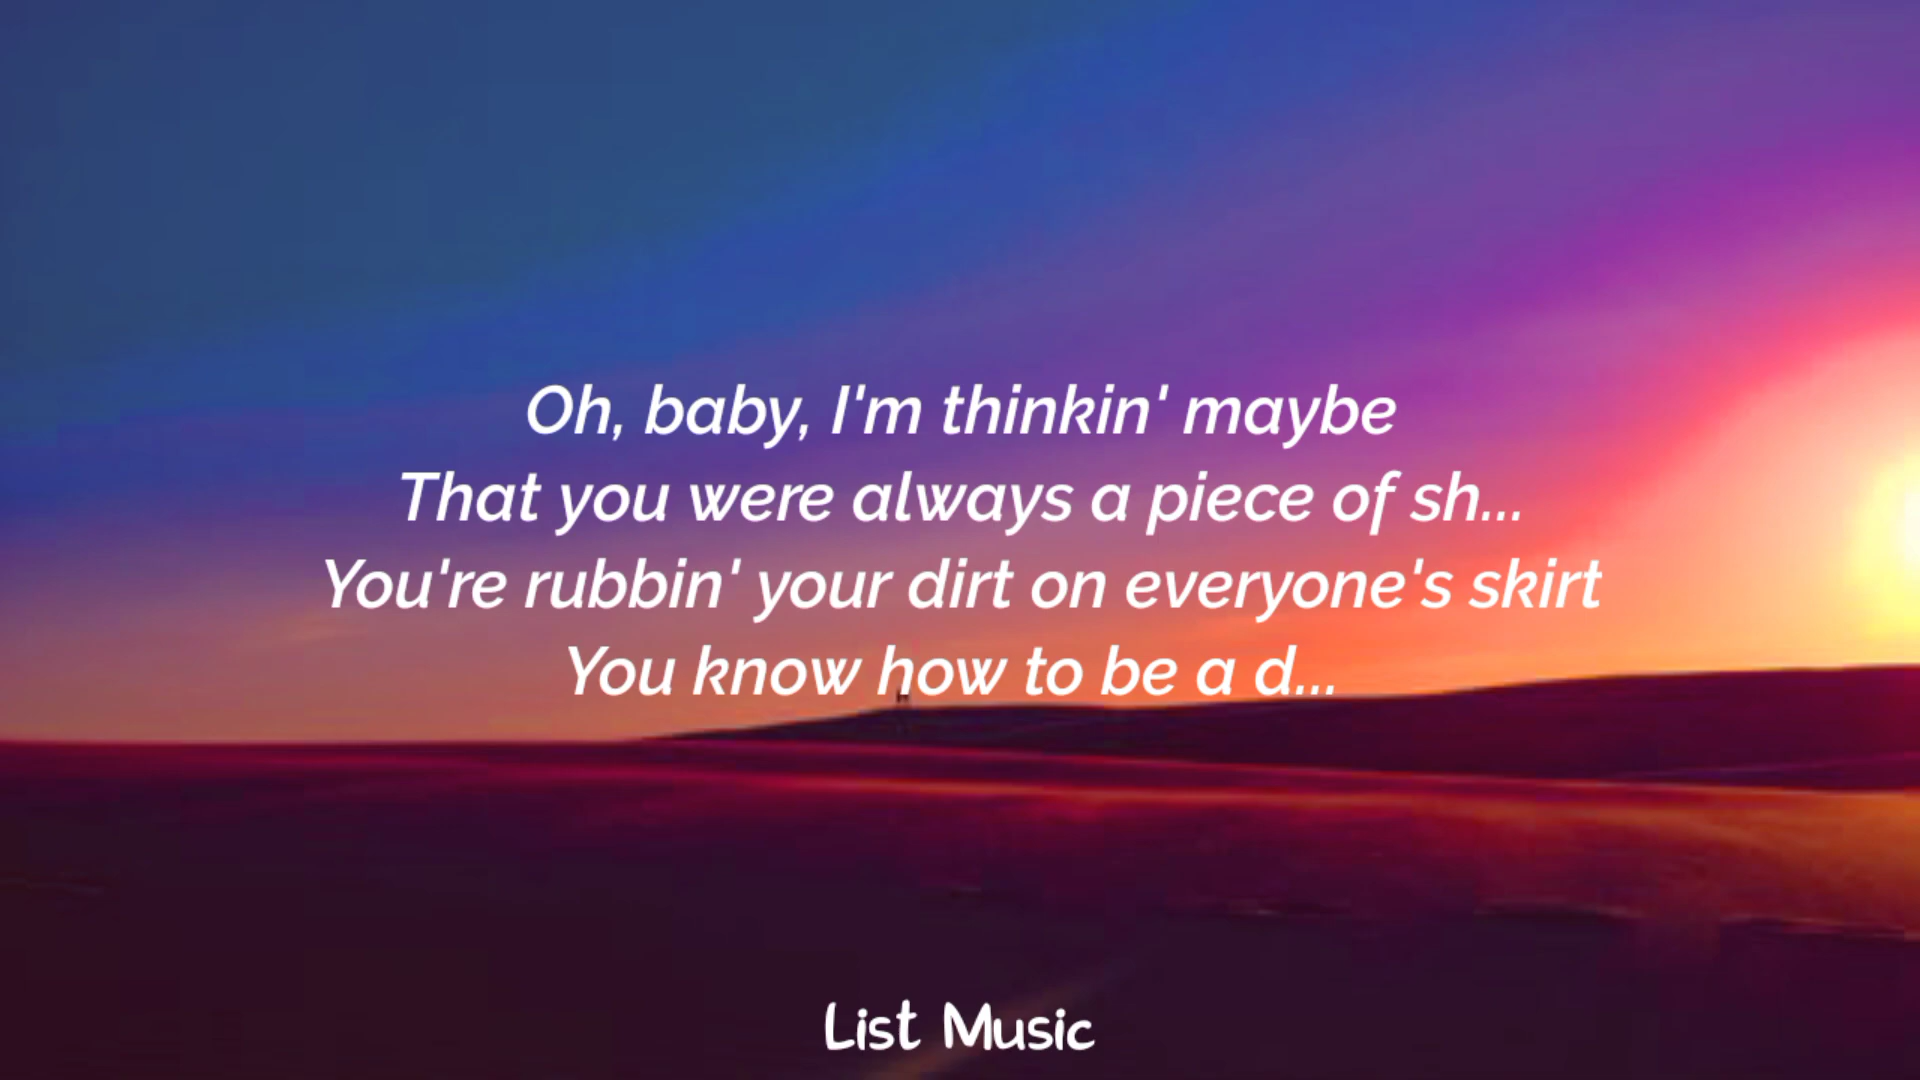 Oh, baby, I'm thinkin' maybe
That you were always a piece of sh...
You're rubbin' your dirt on everyone's skirt
You know how to be a d...
List Music